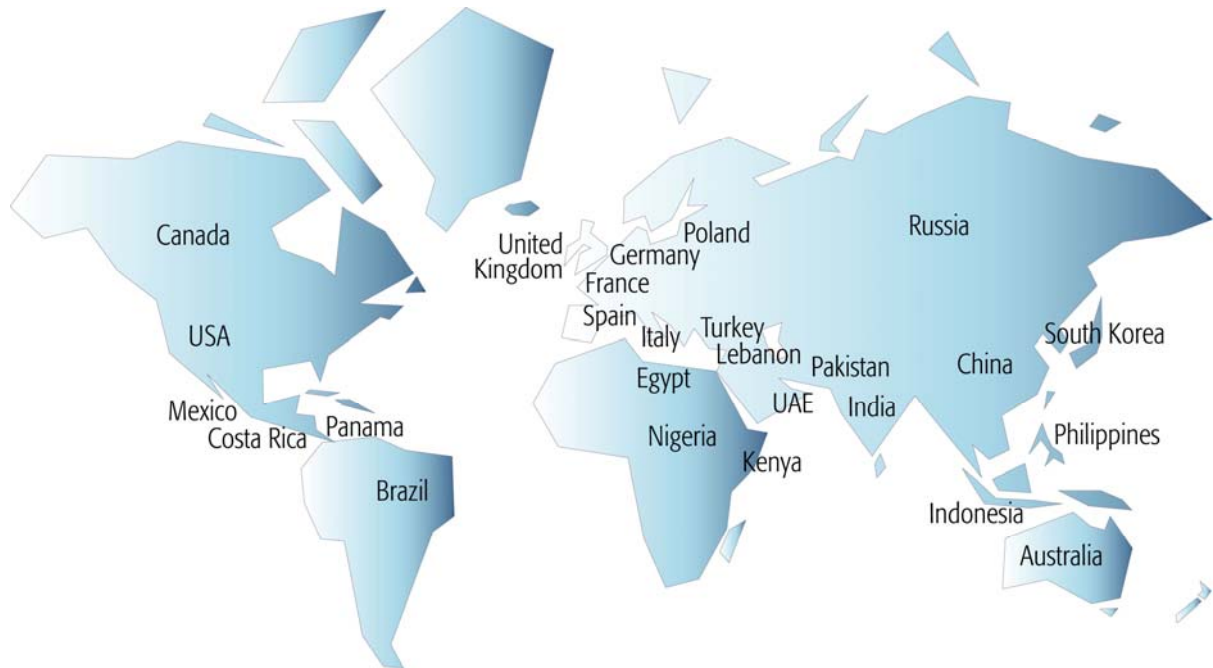 Canada
USA
Mexico
Costa Rica
Panama
Brazil
United
Kingdom
Germany
Poland
France
Spain
Italy
Turkey
Lebanon
Egypt
UAE
Nigeria
Kenya
Russia
Pakistan
India
China
South Korea
Philippines
Indonesia
Australia